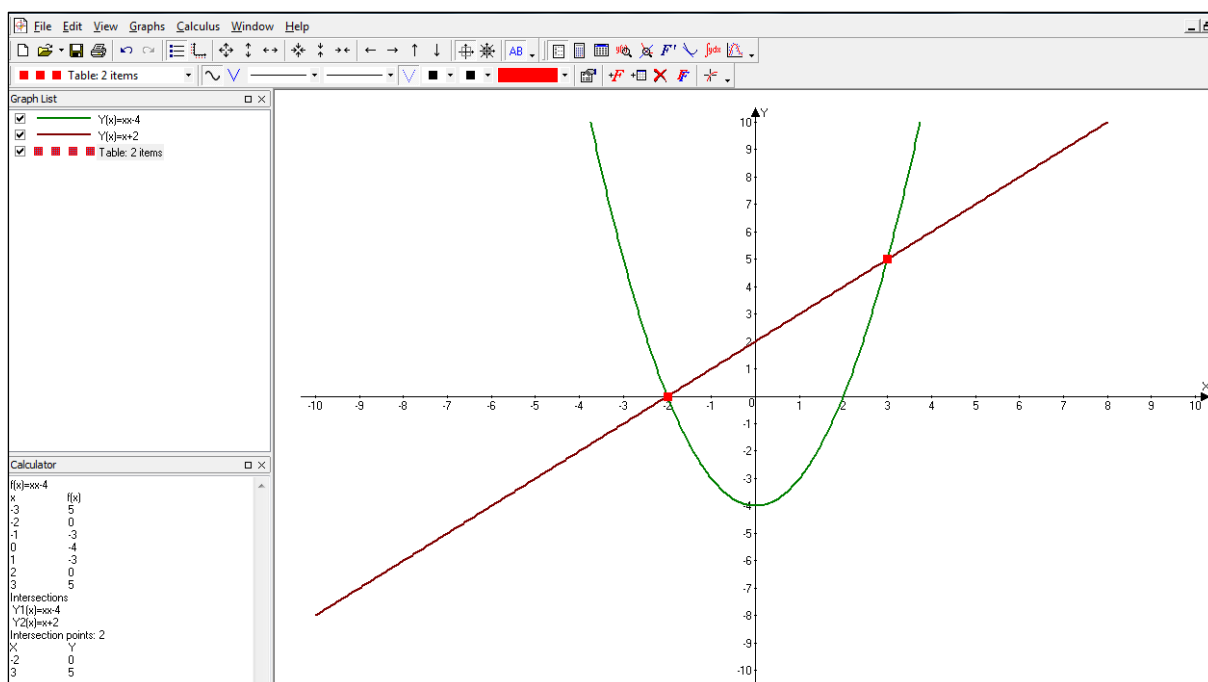 File Edit View Graphs Calculus Window Help
AB F' ∫ydx
Table: 2 items +F F
Graph List
Y(x)=xx-4
Y(x)=x+2
Table: 2 items
Calculator
f(x)=xx-4
x f(x)
-3 5
-2 0
-1 -3
0 -4
1 -3
2 0
3 5
Intersections
Y1(x)=xx-4
Y2(x)=x+2
Intersection points: 2
X Y
-2 0
3 5
Y
10
9
8
7
6
5
4
3
2
1
X
-10 -9 -8 -7 -6 -5 -4 -3 -2 -1 0 1 2 3 4 5 6 7 8 9 10
-1
-2
-3
-4
-5
-6
-7
-8
-9
-10